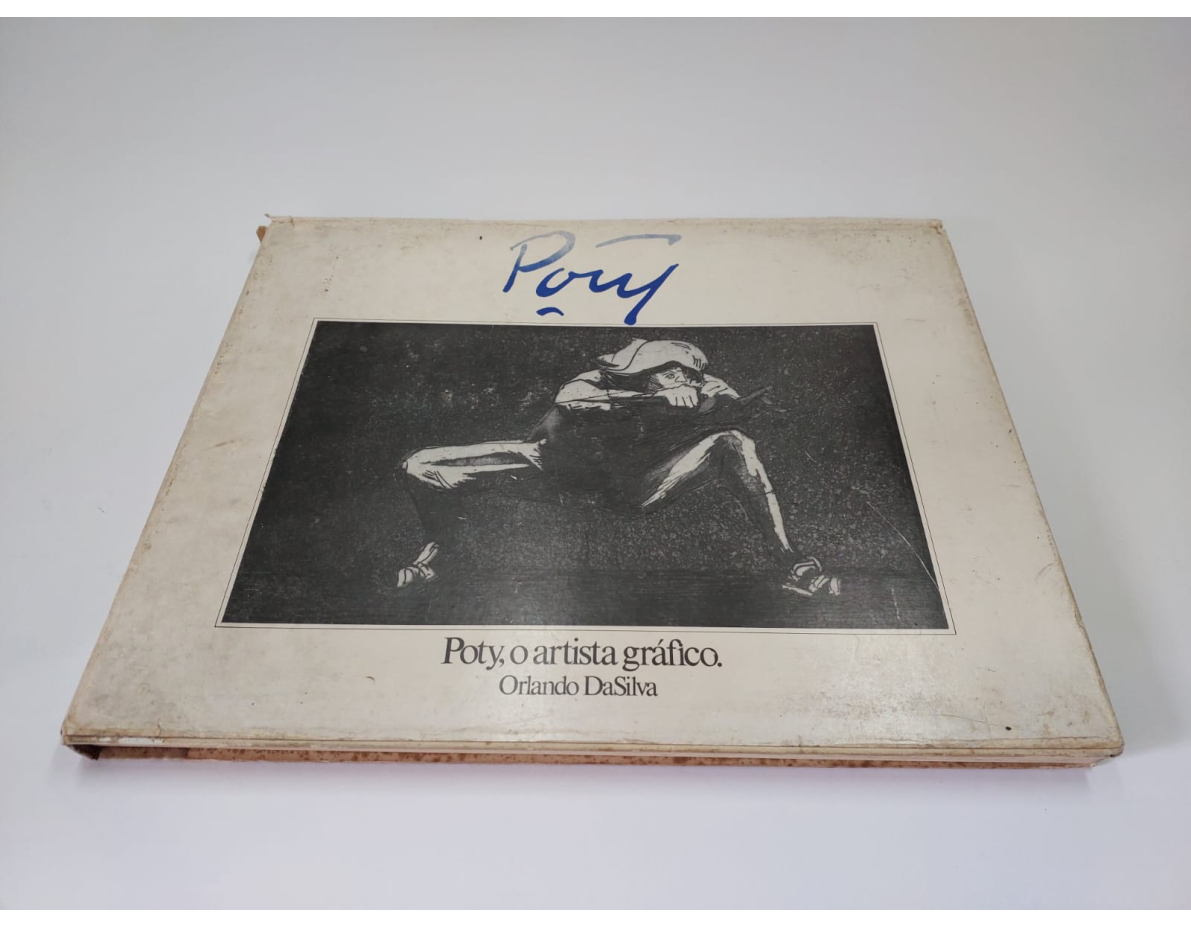 Poty
Poty, o artista gráfico.
Orlando DaSilva